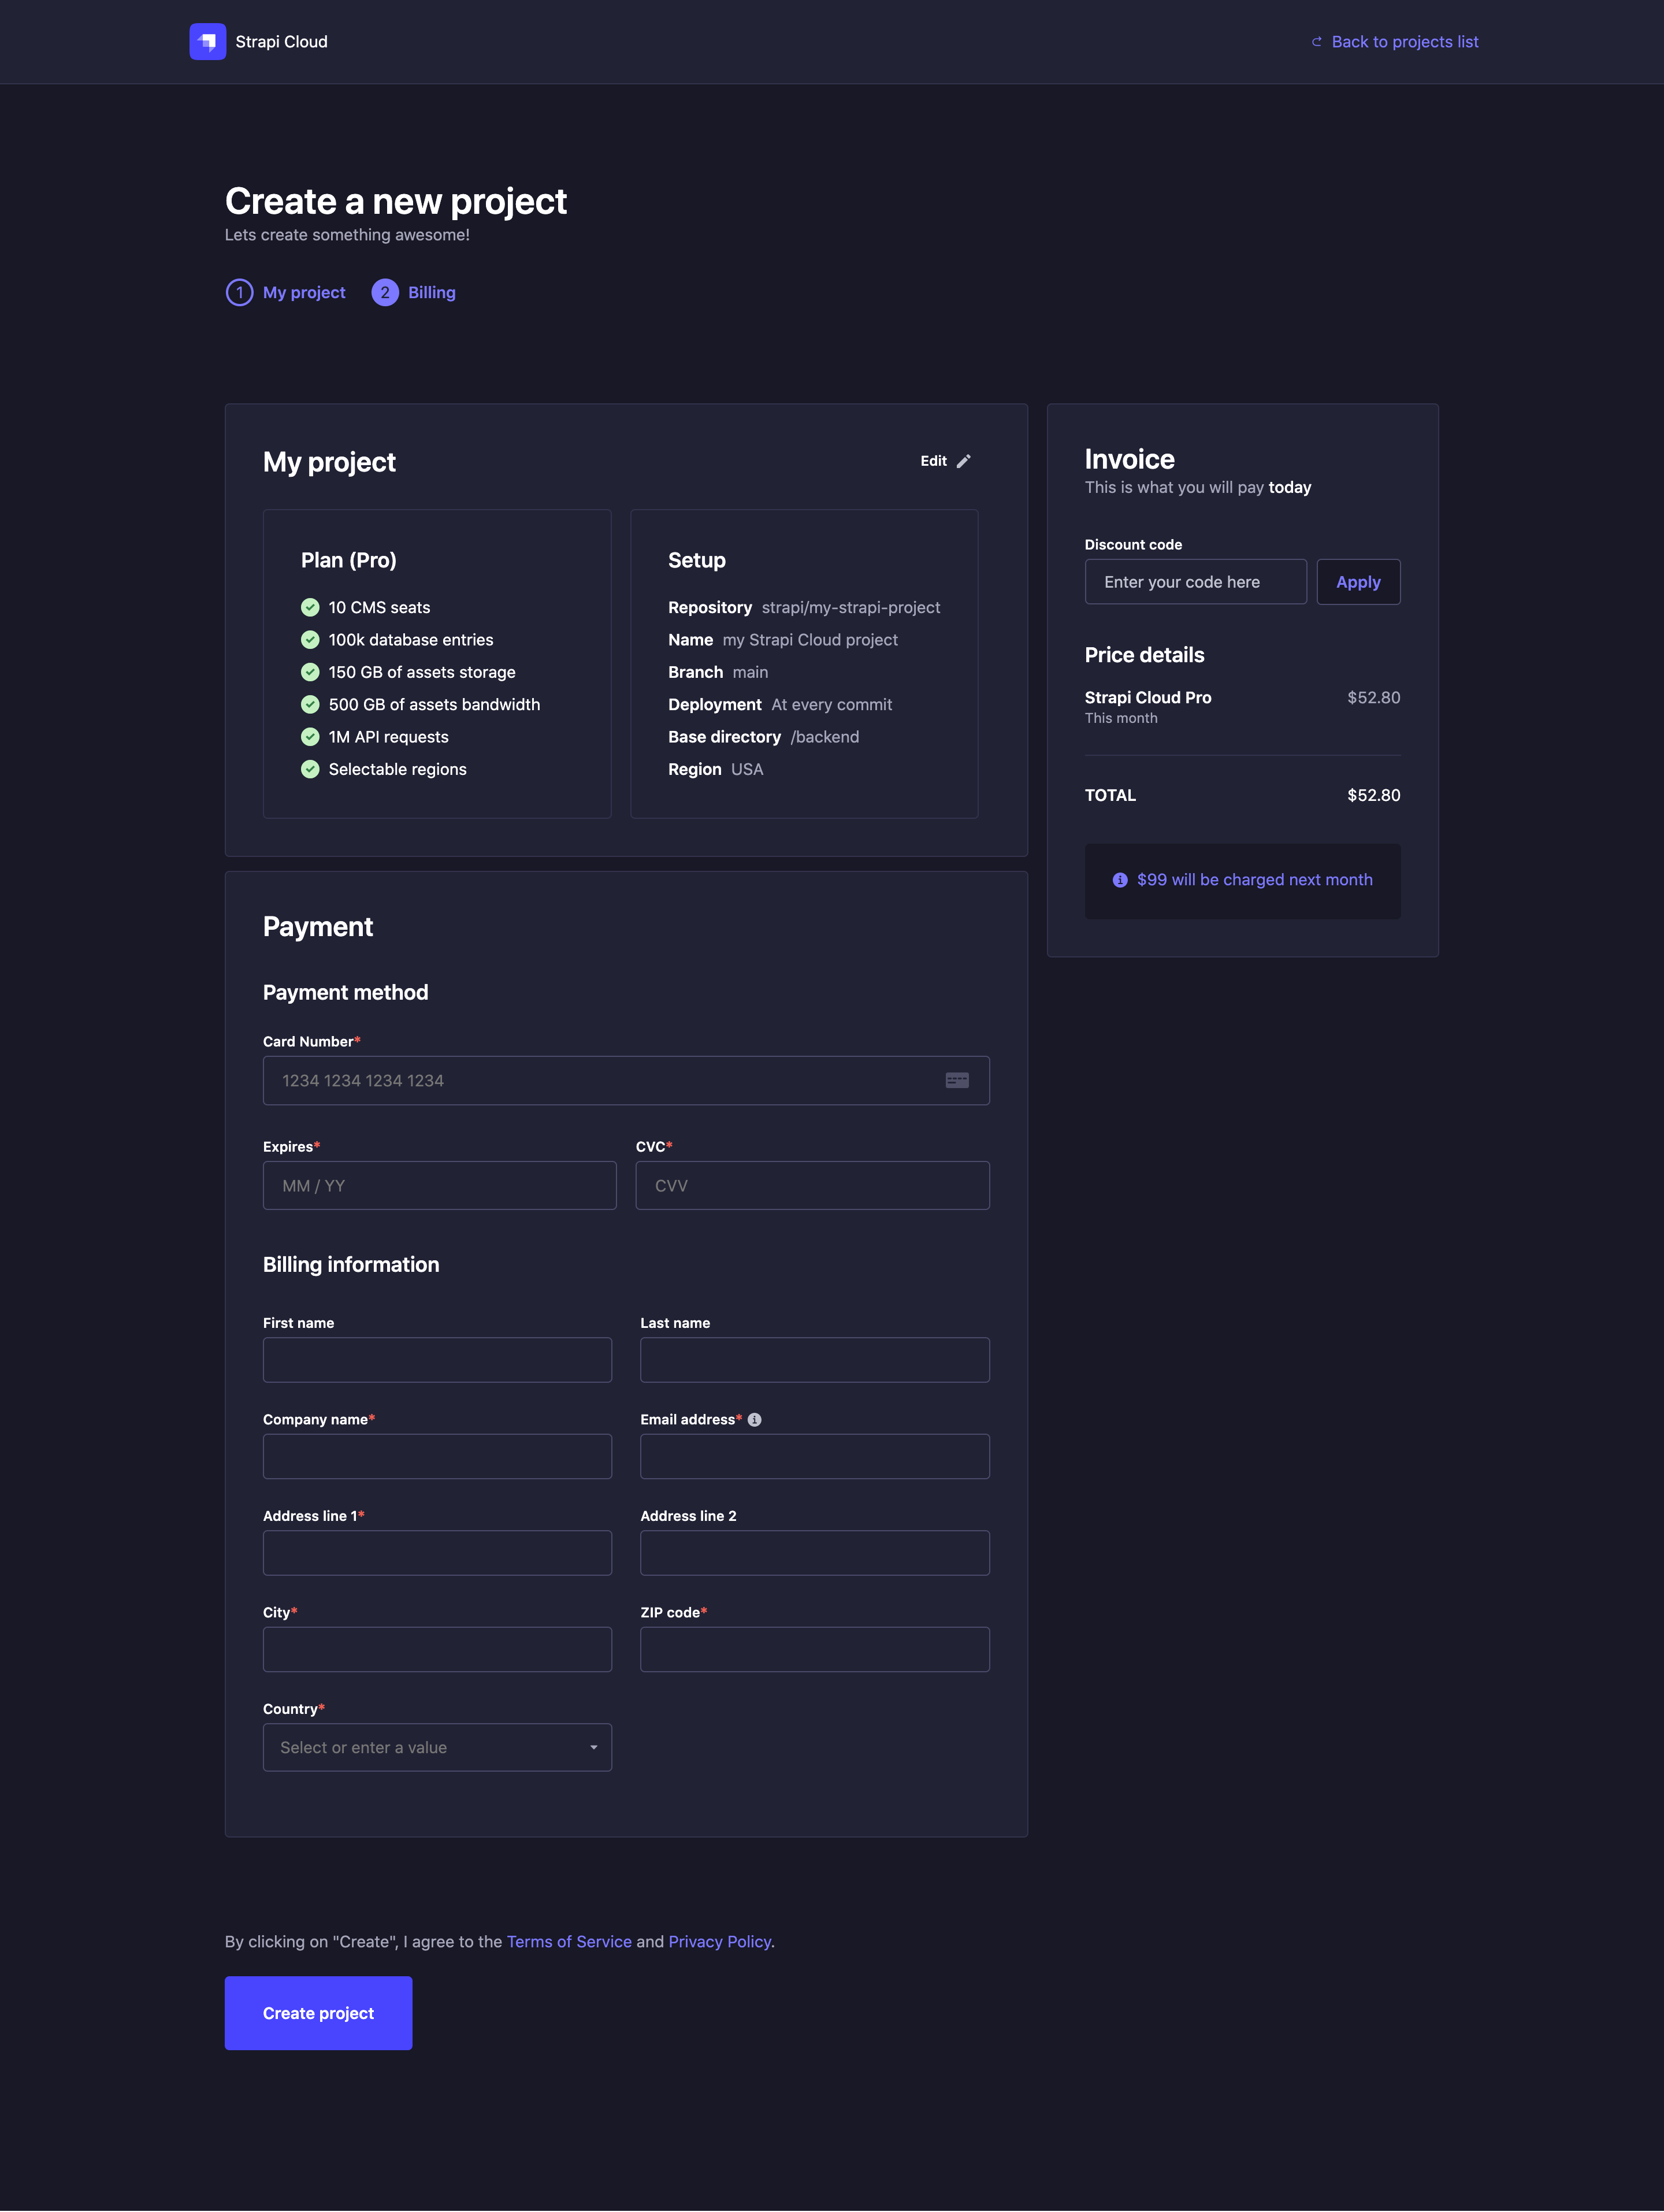 Strapi Cloud
Back to projects list
Create a new project
Lets create something awesome!
1 My project 2 Billing
My project
Edit
Plan (Pro)
10 CMS seats
100k database entries
150 GB of assets storage
500 GB of assets bandwidth
1M API requests
Selectable regions
Setup
Repository strapi/my-strapi-project
Name my Strapi Cloud project
Branch main
Deployment At every commit
Base directory /backend
Region USA
Invoice
This is what you will pay today
Discount code
Enter your code here Apply
Price details
Strapi Cloud Pro $52.80
This month
TOTAL $52.80
$99 will be charged next month
Payment
Payment method
Card Number*
1234 1234 1234 1234
Expires* CVC*
MM / YY CVV
Billing information
First name Last name
Company name* Email address*
Address line 1* Address line 2
City* ZIP code*
Country*
Select or enter a value
By clicking on "Create", I agree to the Terms of Service and Privacy Policy.
Create project